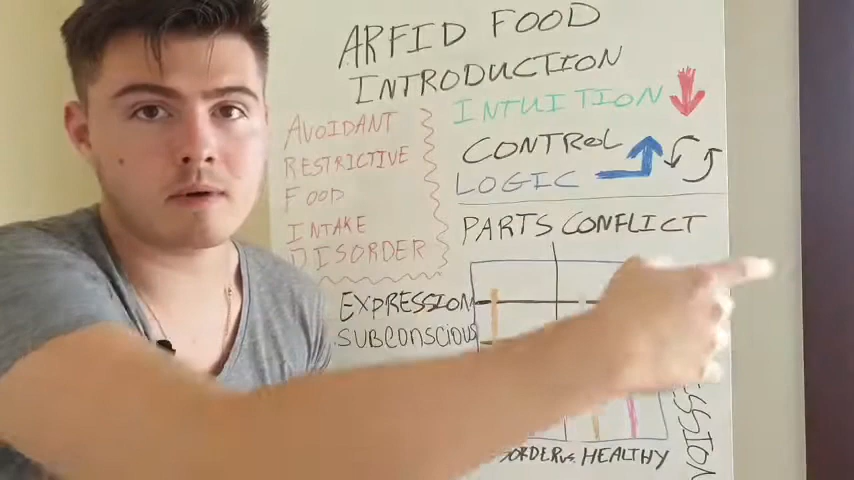 ARFID FOOD
INTRODUCTION
AVOIDANT
RESTRICTIVE
FOOD
INTAKE
DISORDER
INTUITION
CONTROL
LOGIC
PARTS CONFLICT
EXPRESSION
SUBCONSCIOUS
HEALTHY